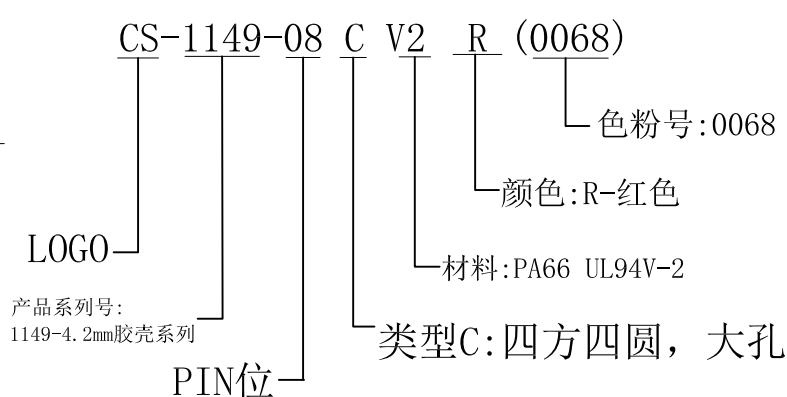 CS-1149-08 C V2 R (0068)
色粉号:0068
颜色:R-红色
LOGO
材料:PA66 UL94V-2
产品系列号:
1149-4.2mm胶壳系列
类型C:四方四圆，大孔
PIN位